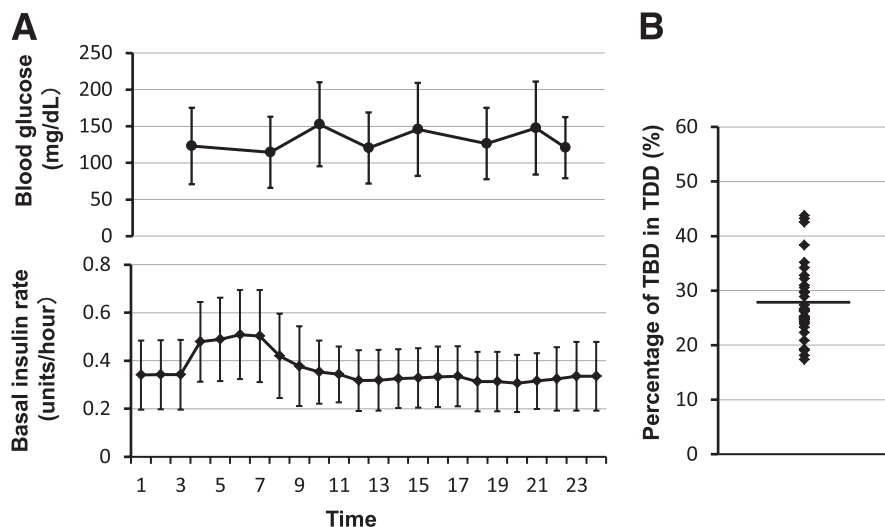 A
Blood glucose
(mg/dL)
250
200
150
100
50
0
Basal insulin rate
(units/hour)
0.8
0.6
0.4
0.2
0
1 3 5 7 9 11 13 15 17 19 21 23
Time
B
Percentage of TBD in TDD (%)
60
50
40
30
20
10
0